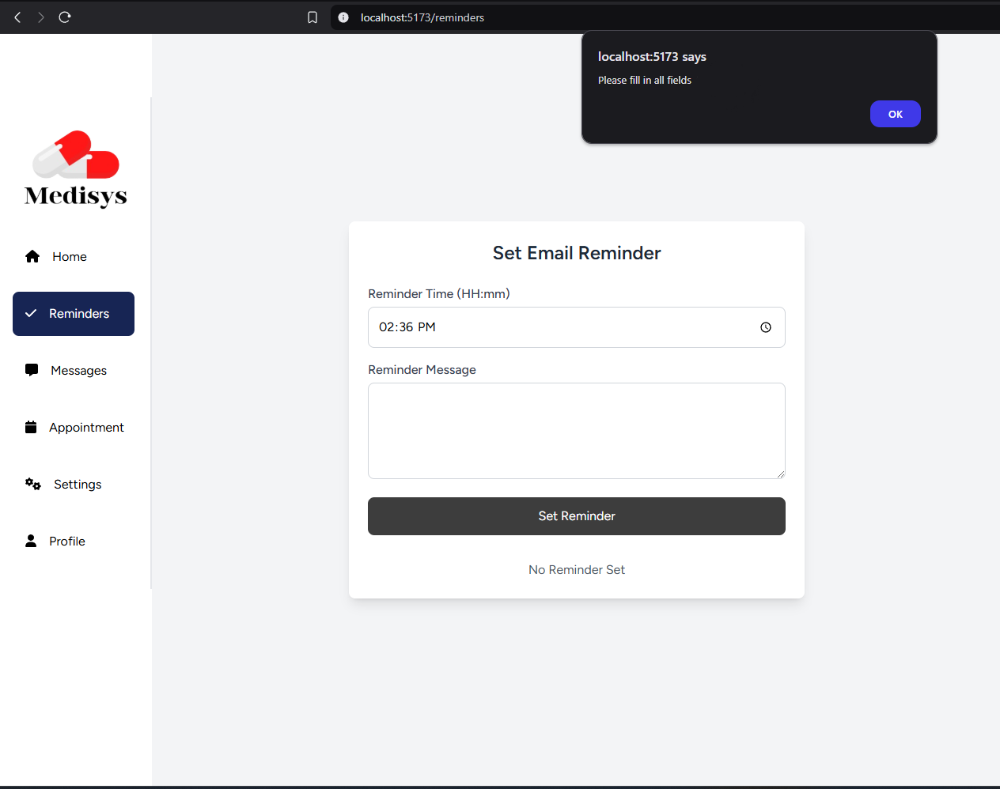 localhost:5173/reminders
localhost:5173 says
Please fill in all fields
OK
Medisys
Home
Reminders
Messages
Appointment
Settings
Profile
Set Email Reminder
Reminder Time (HH:mm)
02:36 PM
Reminder Message
Set Reminder
No Reminder Set